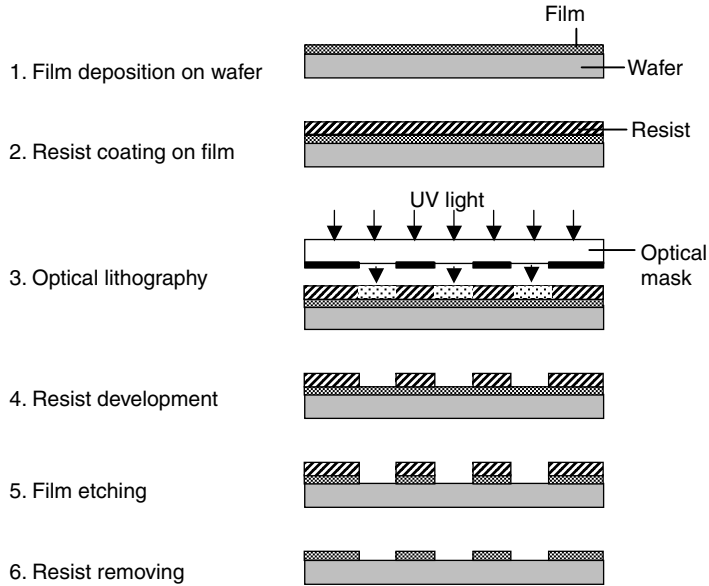 Film
1. Film deposition on wafer
Wafer
Resist
2. Resist coating on film
UV light
Optical
mask
3. Optical lithography
4. Resist development
5. Film etching
6. Resist removing